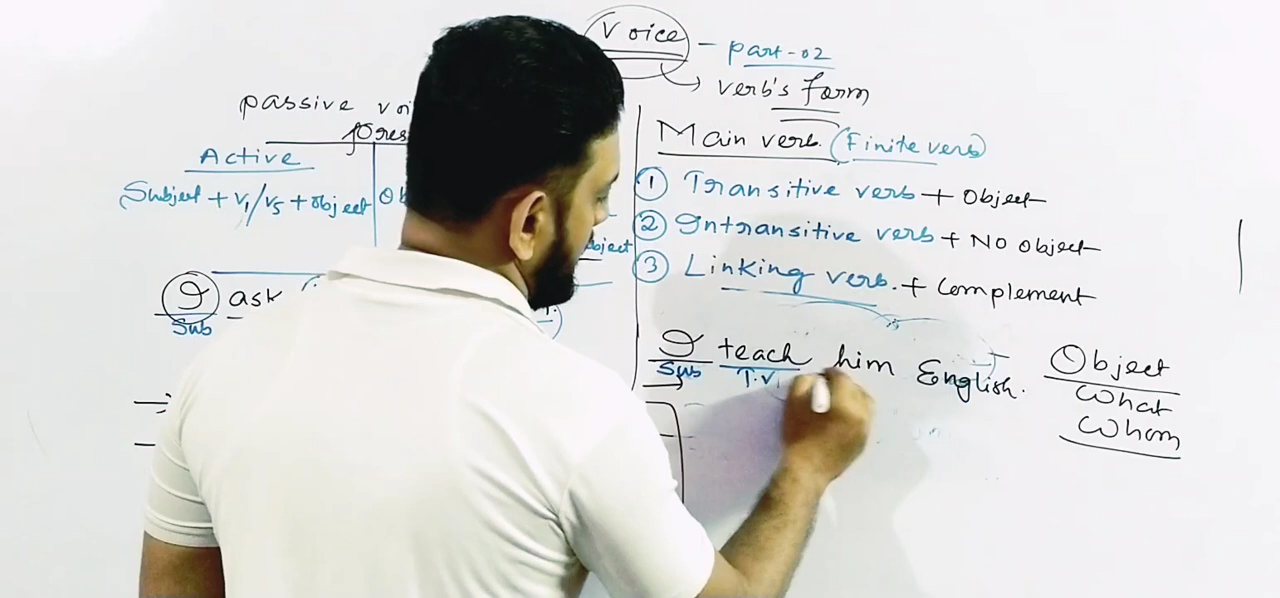 Voice - part-02
verb's form
passive
Active
Subject + V1/V5 + Object
Object
I ask
Sub
Main verb. (Finite verb)
① Transitive verb + Object
② Intransitive verb + No Object
③ Linking verb. + Complement
I teach him English.
Sub T.V
Object
What
Whom